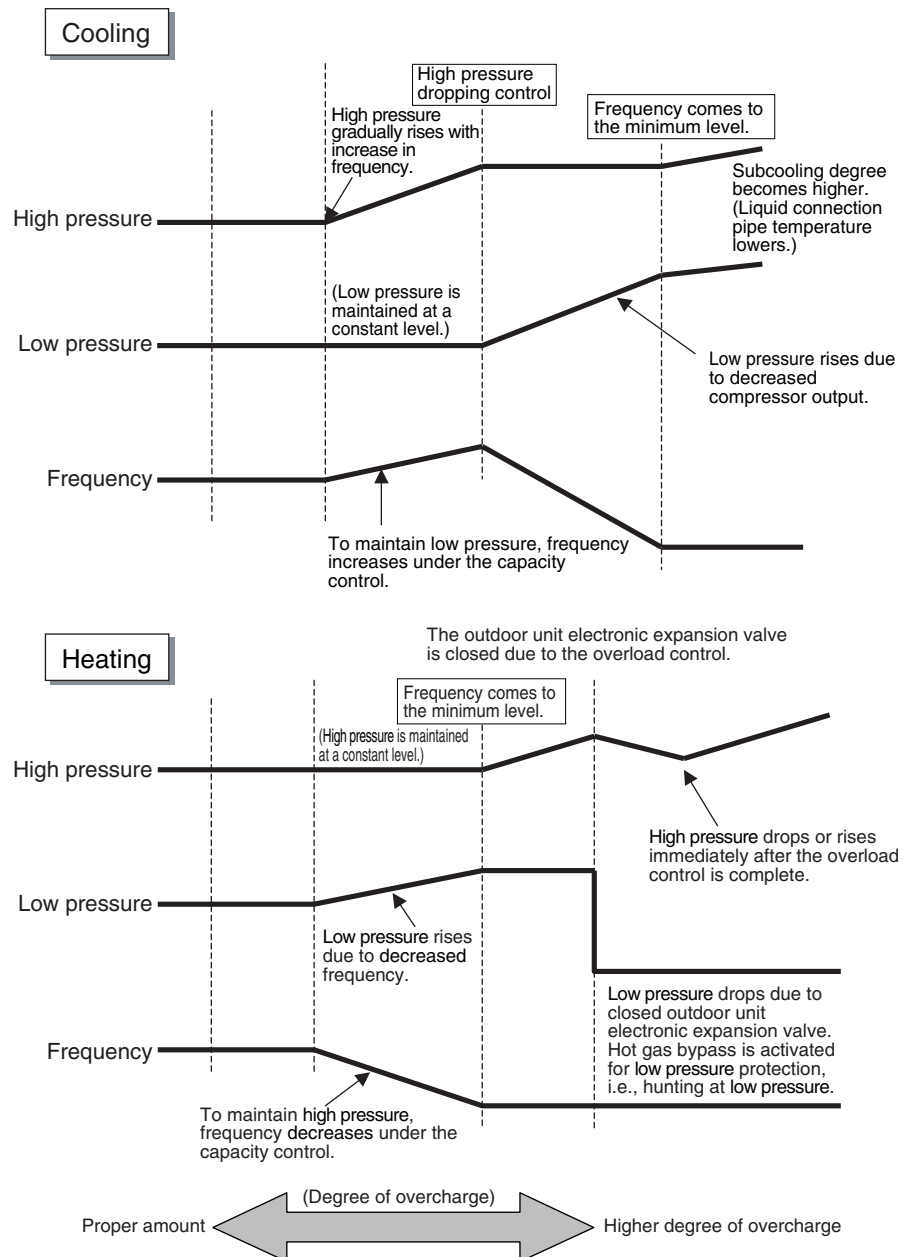 Cooling
High pressure
dropping control
Frequency comes to
the minimum level.
High pressure
gradually rises with
increase in
frequency.
Subcooling degree
becomes higher.
(Liquid connection
pipe temperature
lowers.)
High pressure
(Low pressure is
maintained at a
constant level.)
Low pressure
Low pressure rises due
to decreased
compressor output.
Frequency
To maintain low pressure, frequency
increases under the capacity
control.
Heating
The outdoor unit electronic expansion valve
is closed due to the overload control.
Frequency comes to
the minimum level.
(High pressure is maintained
at a constant level.)
High pressure
High pressure drops or rises
immediately after the overload
control is complete.
Low pressure
Low pressure rises
due to decreased
frequency.
Low pressure drops due to
closed outdoor unit
electronic expansion valve.
Hot gas bypass is activated
for low pressure protection,
i.e., hunting at low pressure.
Frequency
To maintain high pressure,
frequency decreases under the
capacity control.
(Degree of overcharge)
Proper amount
Higher degree of overcharge